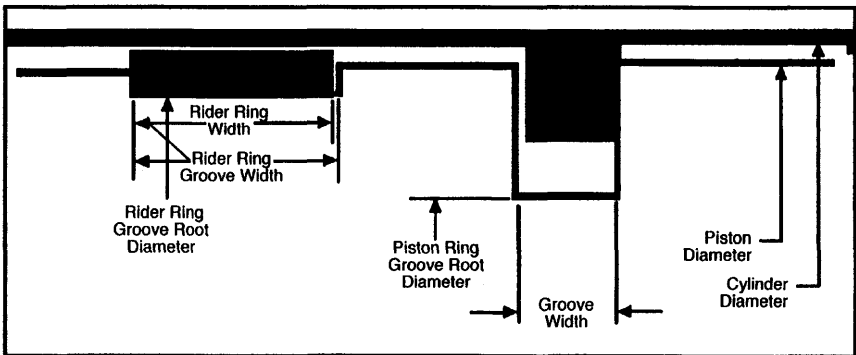 Rider Ring
Width
Rider Ring
Groove Width
Rider Ring
Groove Root
Diameter
Piston Ring
Groove Root
Diameter
Groove
Width
Piston
Diameter
Cylinder
Diameter